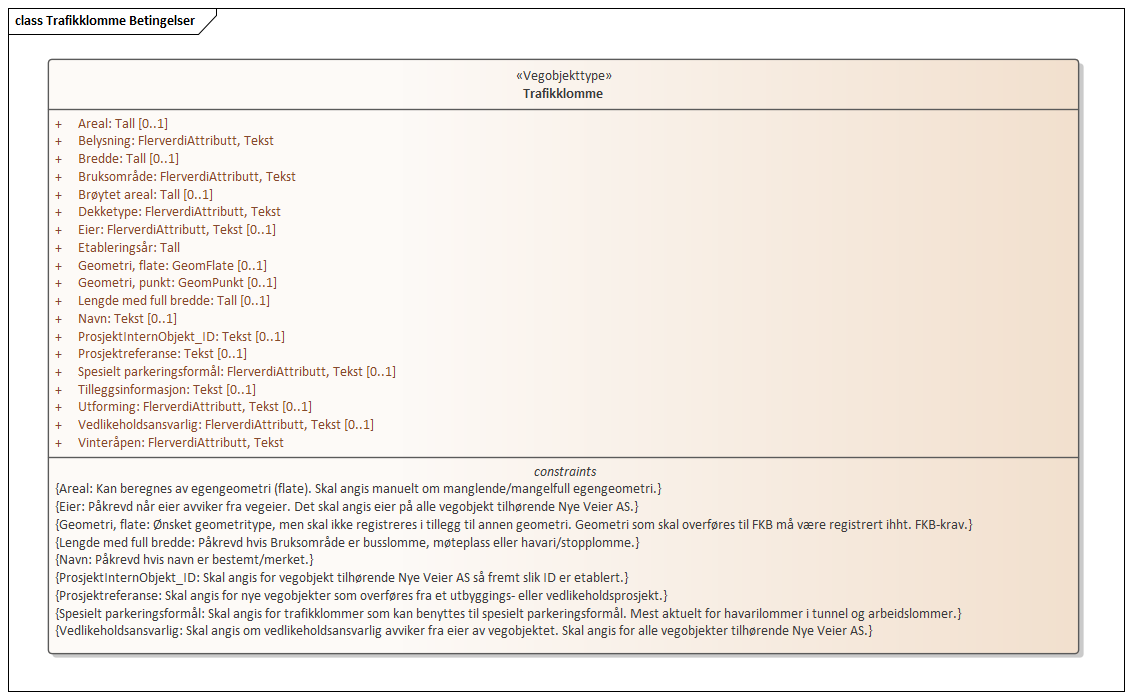 class Trafikklomme Betingelser
«Vegobjekttype»
Trafikklomme
+ Areal: Tall [0..1]
+ Belysning: FlerverdiAttributt, Tekst
+ Bredde: Tall [0..1]
+ Bruksområde: FlerverdiAttributt, Tekst
+ Brøytet areal: Tall [0..1]
+ Dekketype: FlerverdiAttributt, Tekst
+ Eier: FlerverdiAttributt, Tekst [0..1]
+ Etableringsår: Tall
+ Geometri, flate: GeomFlate [0..1]
+ Geometri, punkt: GeomPunkt [0..1]
+ Lengde med full bredde: Tall [0..1]
+ Navn: Tekst [0..1]
+ ProsjektInternObjekt_ID: Tekst [0..1]
+ Prosjektreferanse: Tekst [0..1]
+ Spesielt parkeringsformål: FlerverdiAttributt, Tekst [0..1]
+ Tilleggsinformasjon: Tekst [0..1]
+ Utforming: FlerverdiAttributt, Tekst [0..1]
+ Vedlikeholdsansvarlig: FlerverdiAttributt, Tekst [0..1]
+ Vinteråpen: FlerverdiAttributt, Tekst
constraints
{Areal: Kan beregnes av egengeometri (flate). Skal angis manuelt om manglende/mangelfull egengeometri.}
{Eier: Påkrevd når eier avviker fra vegeier. Det skal angis eier på alle vegobjekt tilhørende Nye Veier AS.}
{Geometri, flate: Ønsket geometritype, men skal ikke registreres i tillegg til annen geometri. Geometri som skal overføres til FKB må være registrert ihht. FKB-krav.}
{Lengde med full bredde: Påkrevd hvis Bruksområde er busslomme, møteplass eller havari/stopplomme.}
{Navn: Påkrevd hvis navn er bestemt/merket.}
{ProsjektInternObjekt_ID: Skal angis for vegobjekt tilhørende Nye Veier AS så fremt slik ID er etablert.}
{Prosjektreferanse: Skal angis for nye vegobjekter som overføres fra et utbyggings- eller vedlikeholdsprosjekt.}
{Spesielt parkeringsformål: Skal angis for trafikklommer som kan benyttes til spesielt parkeringsformål. Mest aktuelt for havarilommer i tunnel og arbeidslommer.}
{Vedlikeholdsansvarlig: Skal angis om vedlikeholdsansvarlig avviker fra eier av vegobjektet. Skal angis for alle vegobjekter tilhørende Nye Veier AS.}